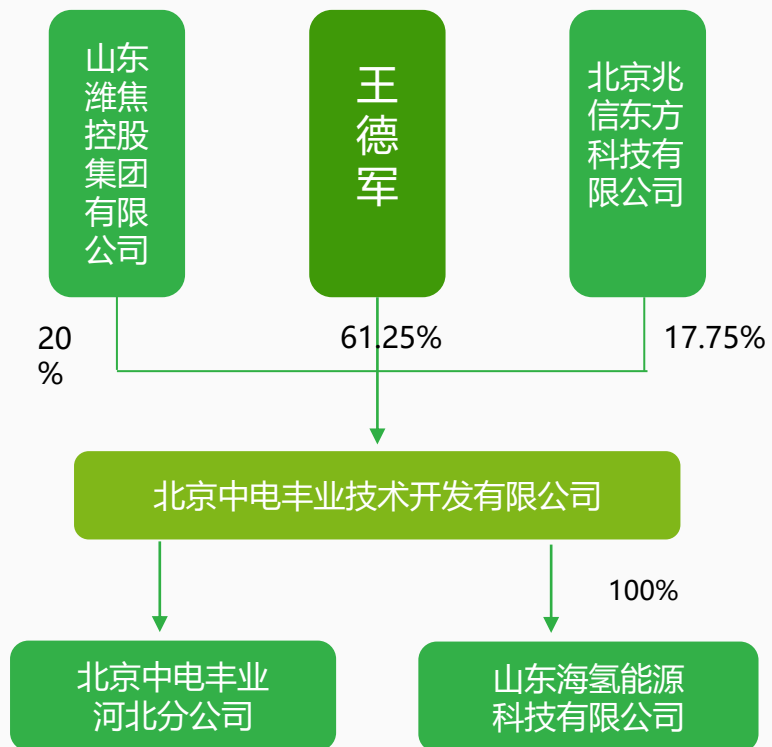 山东
潍焦
控股
集团
有限
公司
王
德
军
北京兆
信东方
科技有
限公司
20
%
61.25%
17.75%
北京中电丰业技术开发有限公司
100%
北京中电丰业
河北分公司
山东海氢能源
科技有限公司